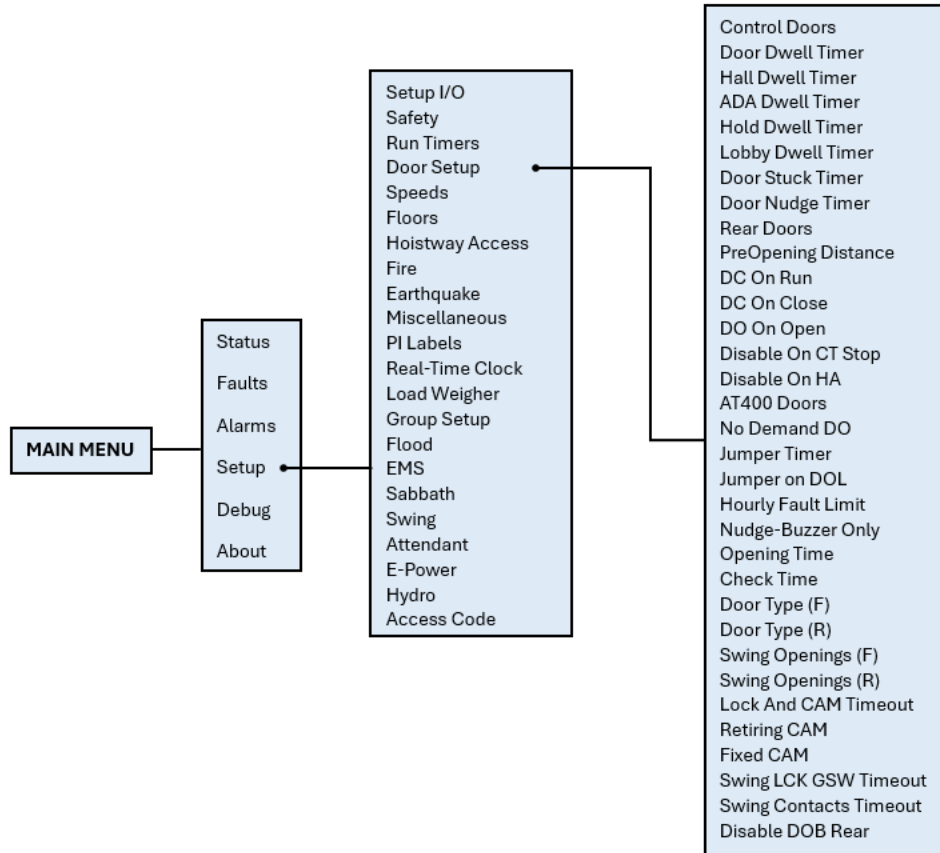 MAIN MENU
Status
Faults
Alarms
Setup
Debug
About
Setup I/O
Safety
Run Timers
Door Setup
Speeds
Floors
Hoistway Access
Fire
Earthquake
Miscellaneous
PI Labels
Real-Time Clock
Load Weigher
Group Setup
Flood
EMS
Sabbath
Swing
Attendant
E-Power
Hydro
Access Code
Control Doors
Door Dwell Timer
Hall Dwell Timer
ADA Dwell Timer
Hold Dwell Timer
Lobby Dwell Timer
Door Stuck Timer
Door Nudge Timer
Rear Doors
PreOpening Distance
DC On Run
DC On Close
DO On Open
Disable On CT Stop
Disable On HA
AT400 Doors
No Demand DO
Jumper Timer
Jumper on DOL
Hourly Fault Limit
Nudge-Buzzer Only
Opening Time
Check Time
Door Type (F)
Door Type (R)
Swing Openings (F)
Swing Openings (R)
Lock And CAM Timeout
Retiring CAM
Fixed CAM
Swing LCK GSW Timeout
Swing Contacts Timeout
Disable DOB Rear